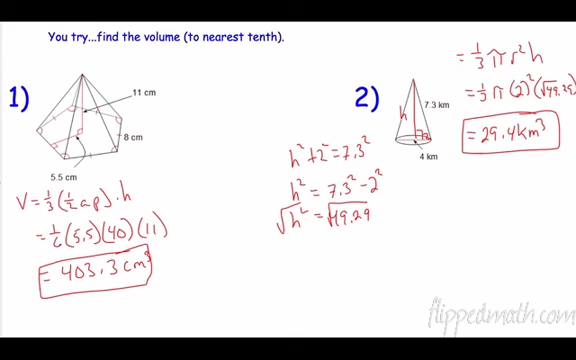 You try...find the volume (to nearest tenth).
1)
11 cm
8 cm
5.5 cm
V = 1/3 (1/2 a p) · h
= 1/6 (5.5)(40)(11)
= 403.3 cm³
2)
h
7.3 km
2
4 km
h² + 2² = 7.3²
h² = 7.3² - 2²
√h² = √49.29
= 1/3 π r² h
= 1/3 π (2)² (√49.29)
= 29.4 km³
flippedmath.com